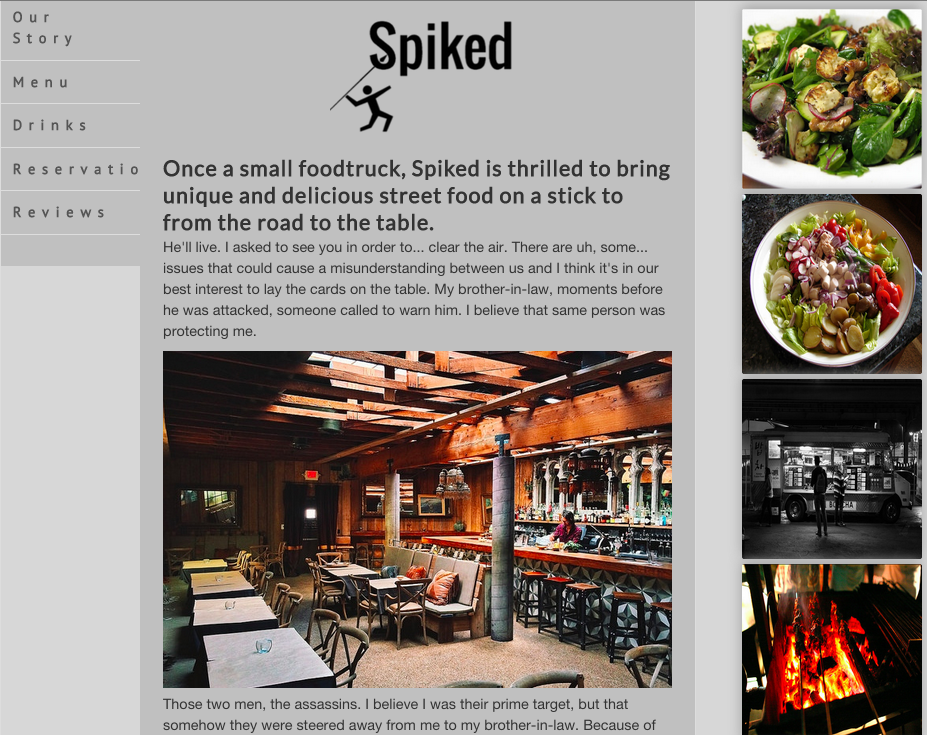 Our
Story
Menu
Drinks
Reservatio
Reviews
Spiked
Once a small foodtruck, Spiked is thrilled to bring
unique and delicious street food on a stick to
from the road to the table.
He'll live. I asked to see you in order to... clear the air. There are uh, some...
issues that could cause a misunderstanding between us and I think it's in our
best interest to lay the cards on the table. My brother-in-law, moments before
he was attacked, someone called to warn him. I believe that same person was
protecting me.
Those two men, the assassins. I believe I was their prime target, but that
somehow they were steered away from me to my brother-in-law. Because of